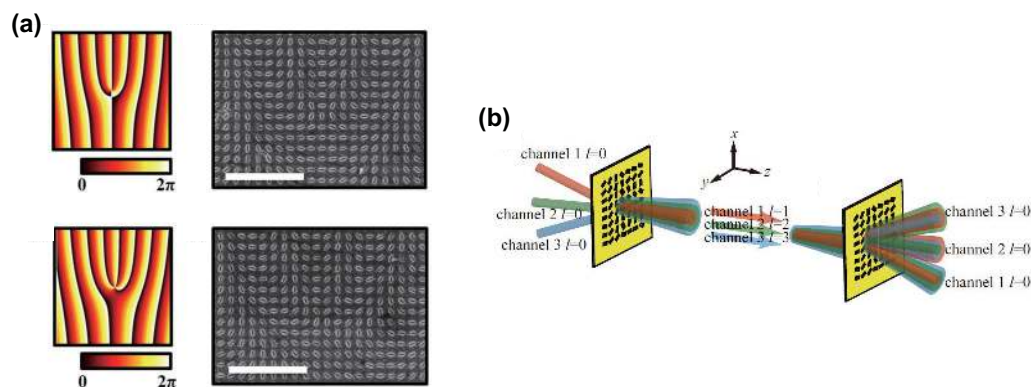 (a)
0 2π
0 2π
(b)
channel 1 l=0
channel 2 l=0
channel 3 l=0
x
y
z
channel 1 l=1
channel 2 l=2
channel 3 l=3
channel 3 l=0
channel 2 l=0
channel 1 l=0